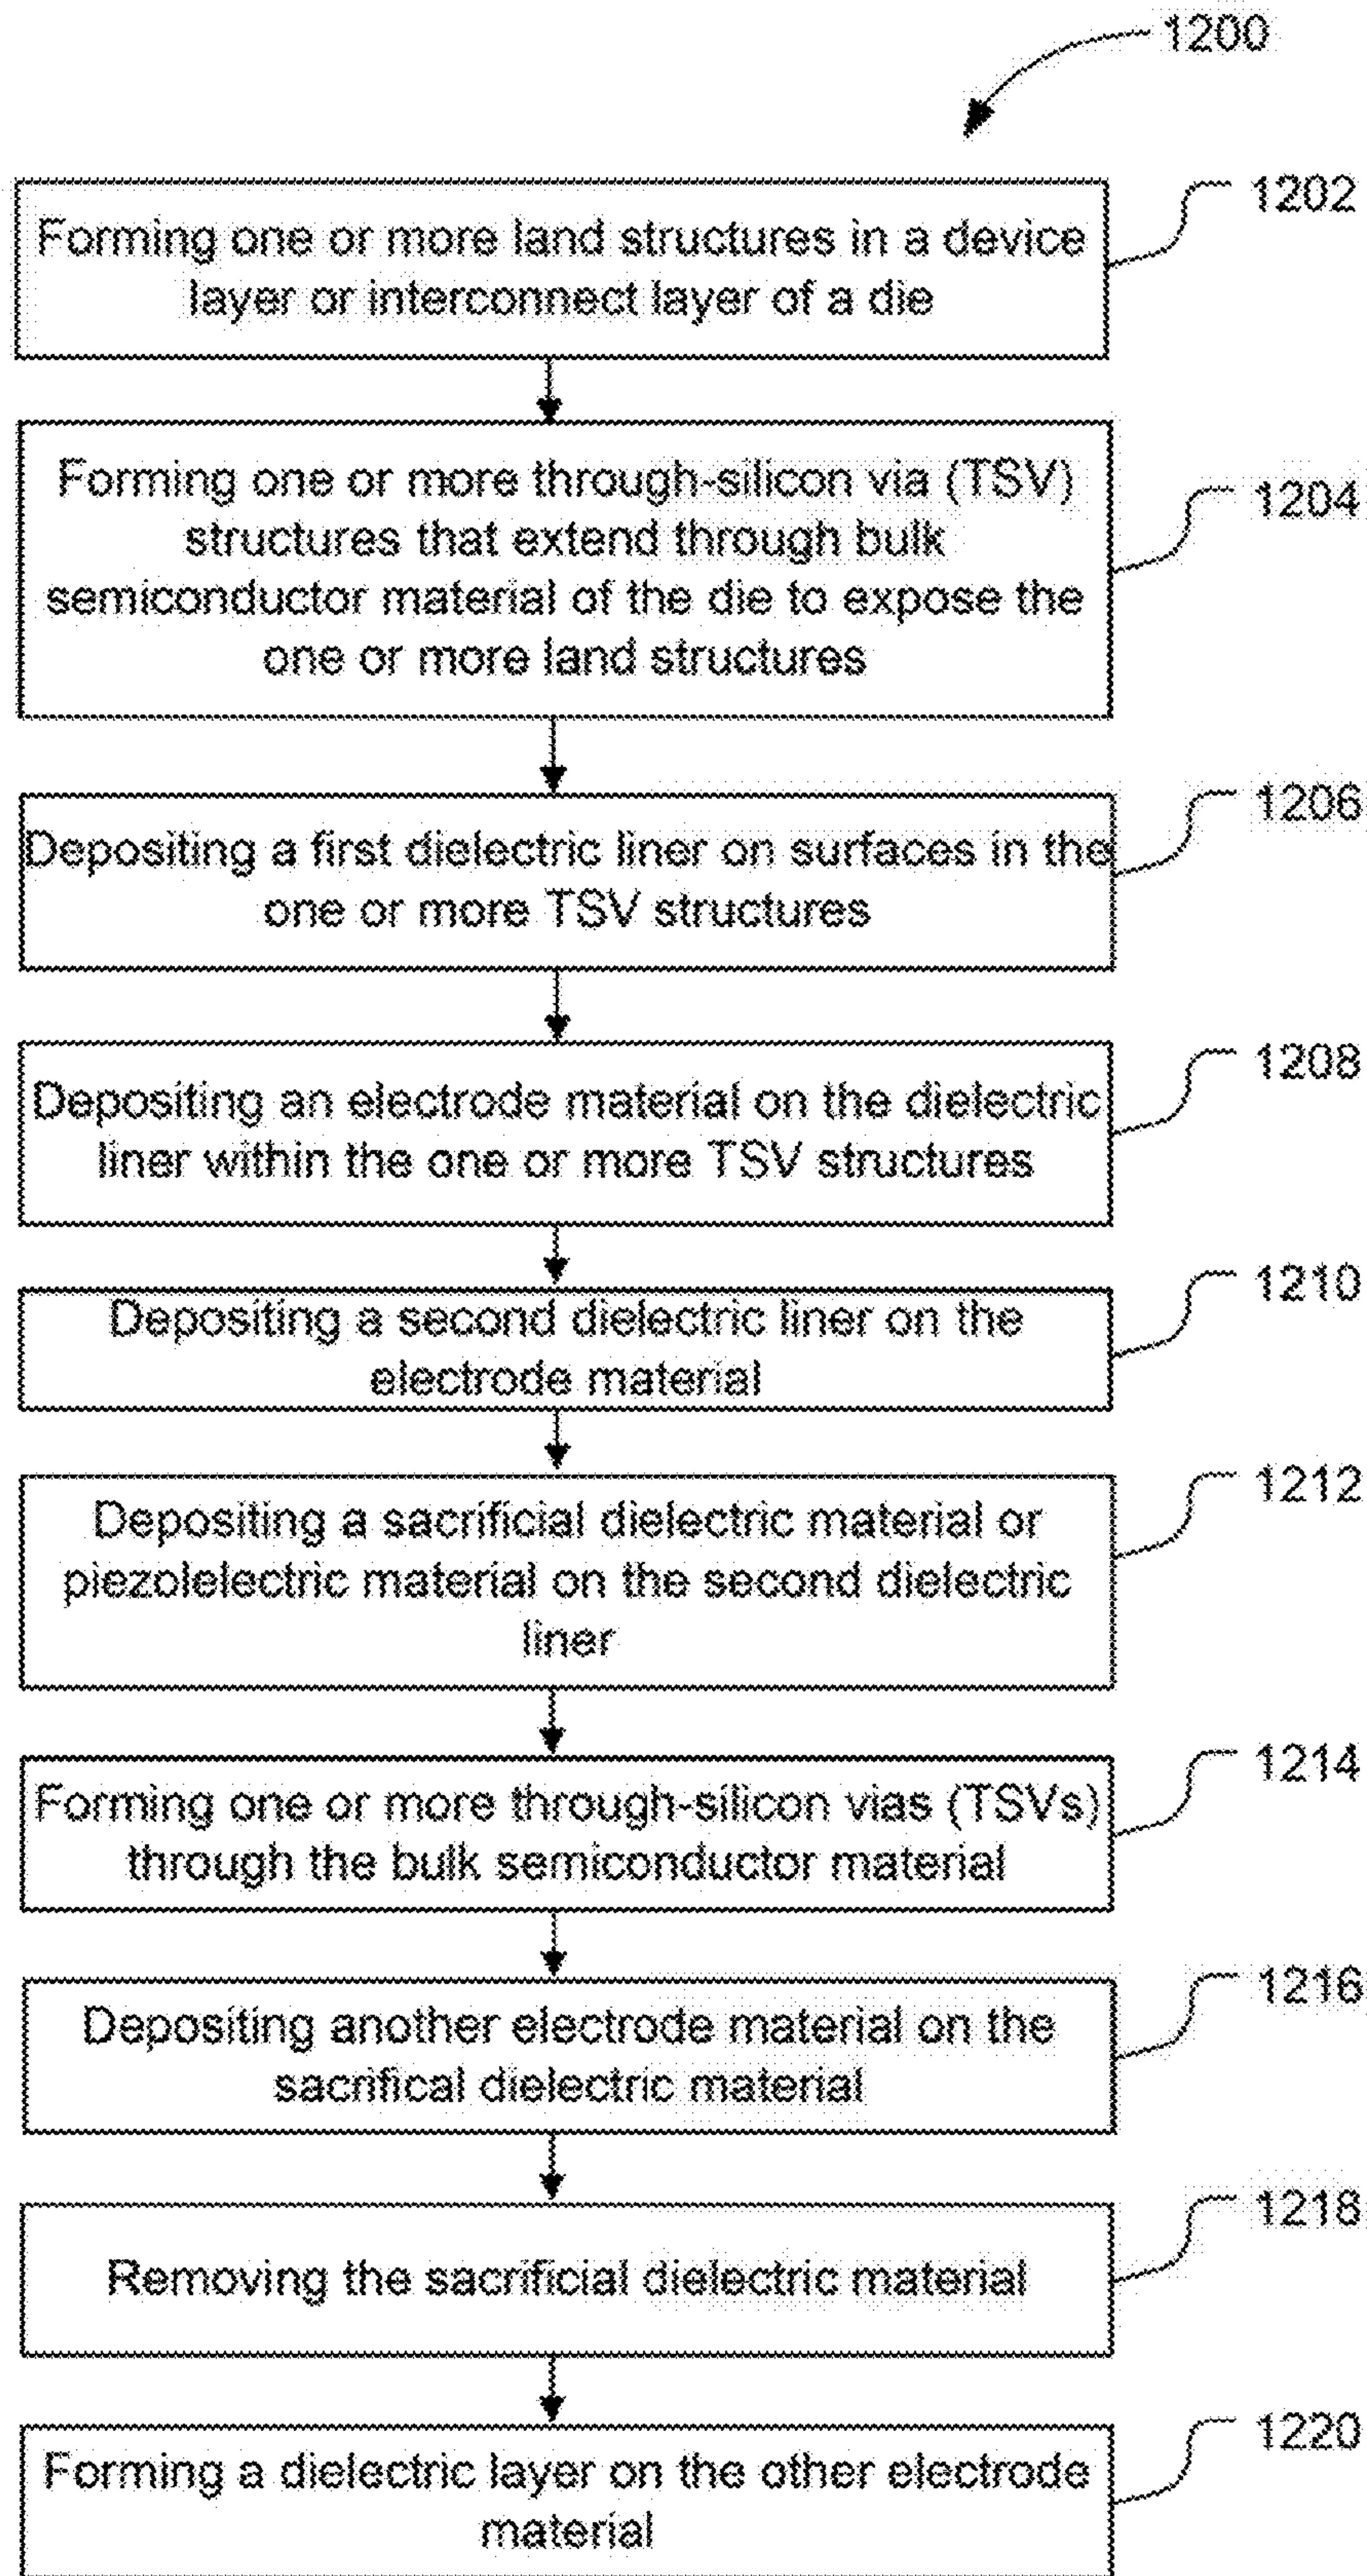 1200
Forming one or more land structures in a device
layer or interconnect layer of a die
1202
Forming one or more through-silicon via (TSV)
structures that extend through bulk
semiconductor material of the die to expose the
one or more land structures
1204
Depositing a first dielectric liner on surfaces in the
one or more TSV structures
1206
Depositing an electrode material on the dielectric
liner within the one or more TSV structures
1208
Depositing a second dielectric liner on the
electrode material
1210
Depositing a sacrificial dielectric material or
piezolelectric material on the second dielectric
liner
1212
Forming one or more through-silicon vias (TSVs)
through the bulk semiconductor material
1214
Depositing another electrode material on the
sacrifical dielectric material
1216
Removing the sacrificial dielectric material
1218
Forming a dielectric layer on the other electrode
material
1220